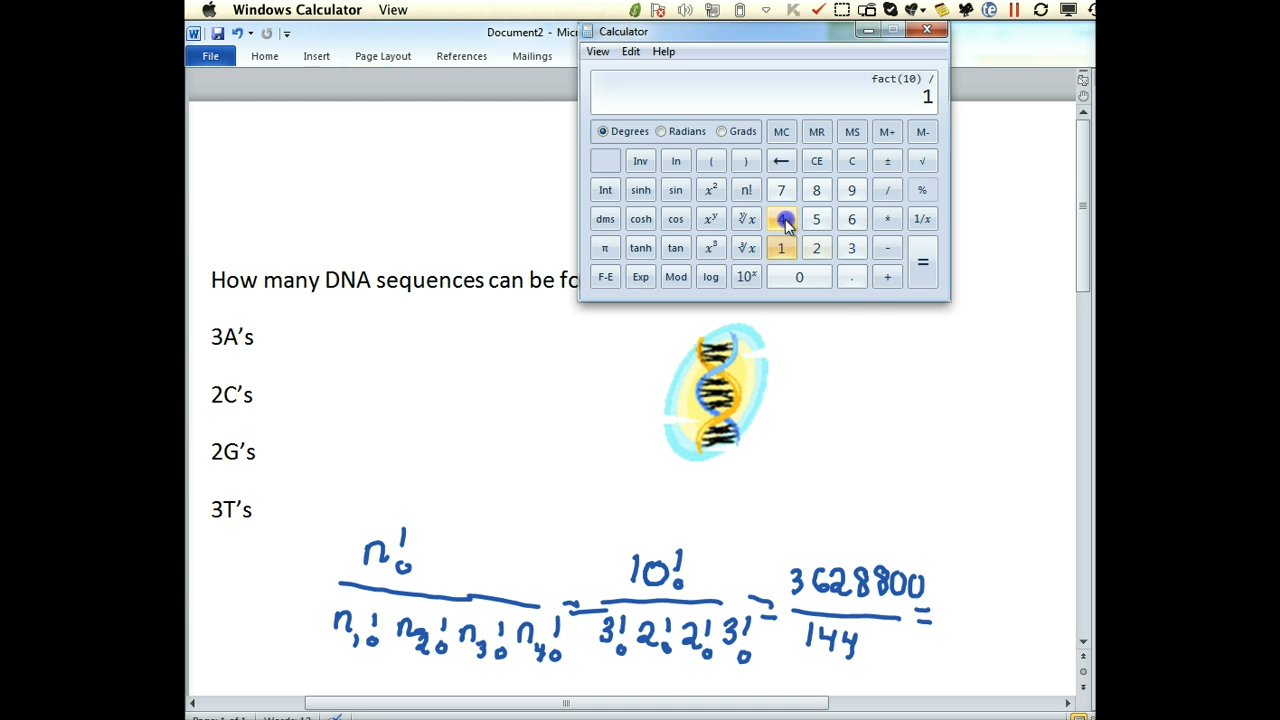 Windows Calculator View
Document2 - Mic
File Home Insert Page Layout References Mailings
Calculator
View Edit Help
fact(10) /
1
Degrees Radians Grads MC MR MS M+ M-
Inv ln ( ) ← CE C ± √
Int sinh sin x² n! 7 8 9 / %
dms cosh cos xʸ ʸ√x 4 5 6 * 1/x
π tanh tan x³ ³√x 1 2 3 - =
F-E Exp Mod log 10ˣ 0 . +
How many DNA sequences can be fo
3A's
2C's
2G's
3T's
n! / n₁! n₂! n₃! n₄! = 10! / 3! 2! 2! 3! = 3628800 / 144 =